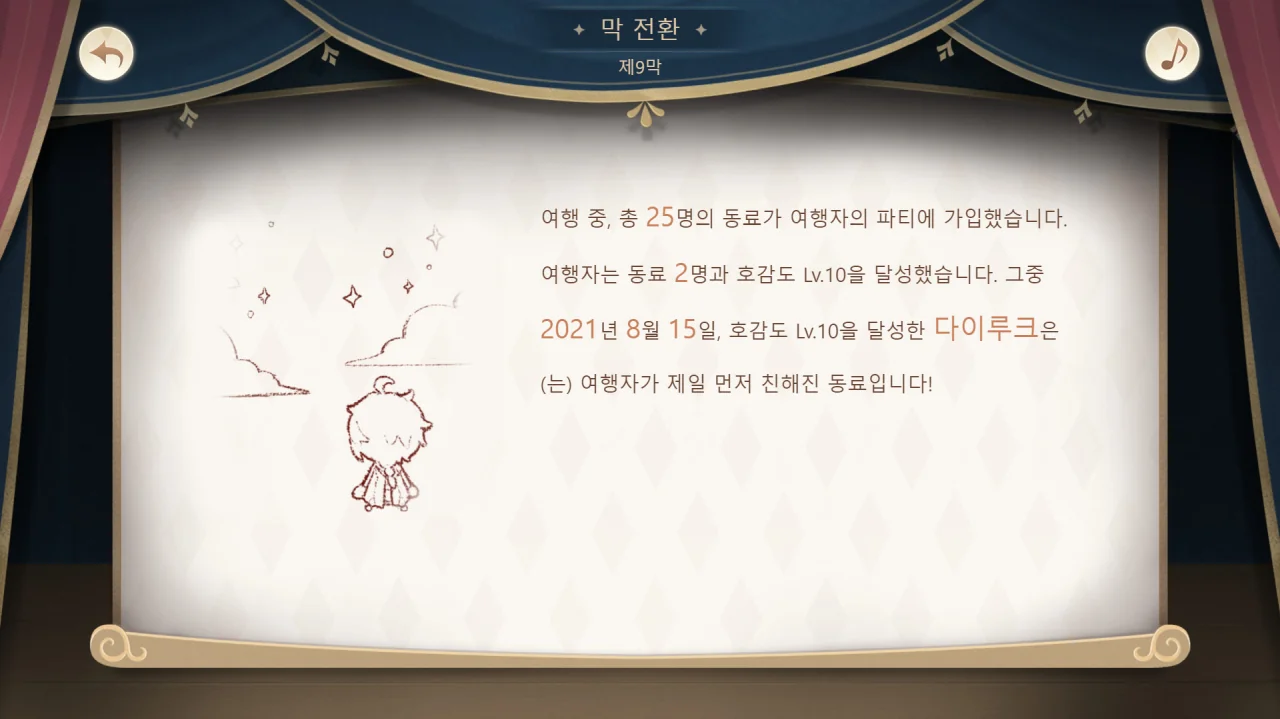 막 전환
제9막
여행 중, 총 25명의 동료가 여행자의 파티에 가입했습니다.
여행자는 동료 2명과 호감도 Lv.10을 달성했습니다. 그중
2021년 8월 15일, 호감도 Lv.10을 달성한 다이루크은
(는) 여행자가 제일 먼저 친해진 동료입니다!